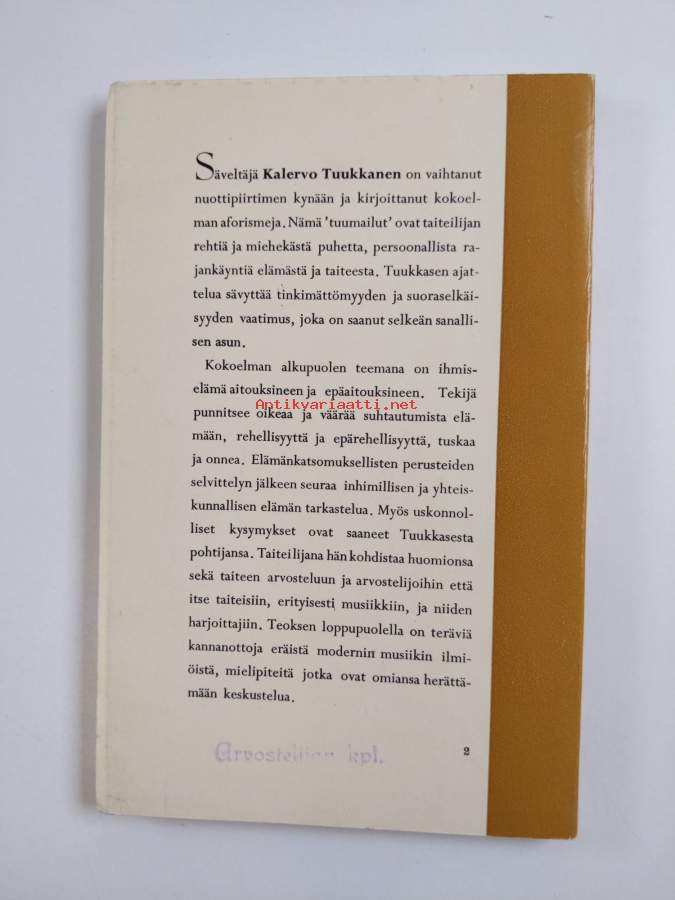 Säveltäjä Kalervo Tuukkanen on vaihtanut
nuottipiirtimen kynään ja kirjoittanut kokoel-
man aforismeja. Nämä 'tuumailut' ovat taiteilijan
rehtiä ja miehekästä puhetta, persoonallista ra-
jankäyntiä elämästä ja taiteesta. Tuukkasen ajat-
telua sävyttää tinkimättömyyden ja suoraselkäi-
syyden vaatimus, joka on saanut selkeän sanalli-
sen asun.
Kokoelman alkupuolen teemana on ihmis-
elämä aitouksineen ja epäaitouksineen. Tekijä
Aptikvariaatti.net
punnitsee oikeaa ja väärää suhtautumista elä-
mään, rehellisyyttä ja epärehellisyyttä, tuskaa
ja onnea. Elämänkatsomuksellisten perusteiden
selvittelyn jälkeen seuraa inhimillisen ja yhteis-
kunnallisen elämän tarkastelua. Myös uskonnol-
liset kysymykset ovat saaneet Tuukkasesta
pohtijansa. Taiteilijana hän kohdistaa huomionsa
sekä taiteen arvosteluun ja arvostelijoihin että
itse taiteisiin, erityisesti musiikkiin, ja niiden
harjoittajiin. Teoksen loppupuolella on teräviä
kannanottoja eräistä modernin musiikin ilmi-
öistä, mielipiteitä jotka ovat omiansa herättä-
mään keskustelua.
2
Arvostelijan kpl.